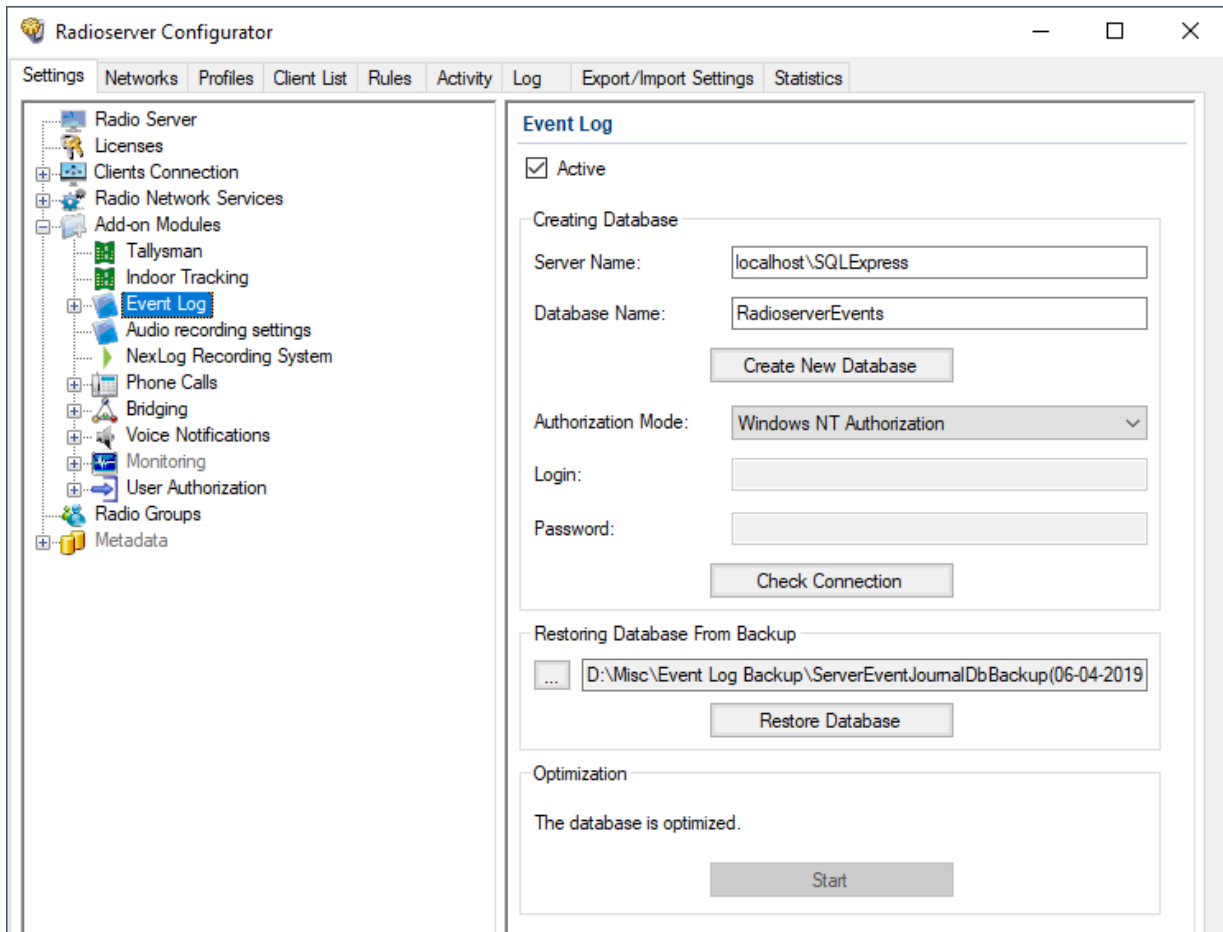 Radioserver Configurator
Settings Networks Profiles Client List Rules Activity Log Export/Import Settings Statistics
Radio Server
Licenses
Clients Connection
Radio Network Services
Add-on Modules
Tallysman
Indoor Tracking
Event Log
Audio recording settings
NexLog Recording System
Phone Calls
Bridging
Voice Notifications
Monitoring
User Authorization
Radio Groups
Metadata
Event Log
Active
Creating Database
Server Name: localhost\SQLExpress
Database Name: RadioserverEvents
Create New Database
Authorization Mode: Windows NT Authorization
Login:
Password:
Check Connection
Restoring Database From Backup
... D:\Misc\Event Log Backup\ServerEventJournalDbBackup(06-04-2019
Restore Database
Optimization
The database is optimized.
Start